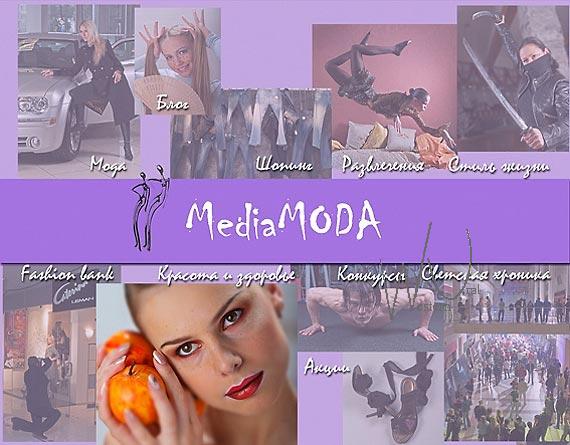 Блог
Мода
Шопинг
Развлечения
Стиль жизни
MediaMODA
Fashion bank
Красота и здоровье
Конкурсы
Светская хроника
Акции